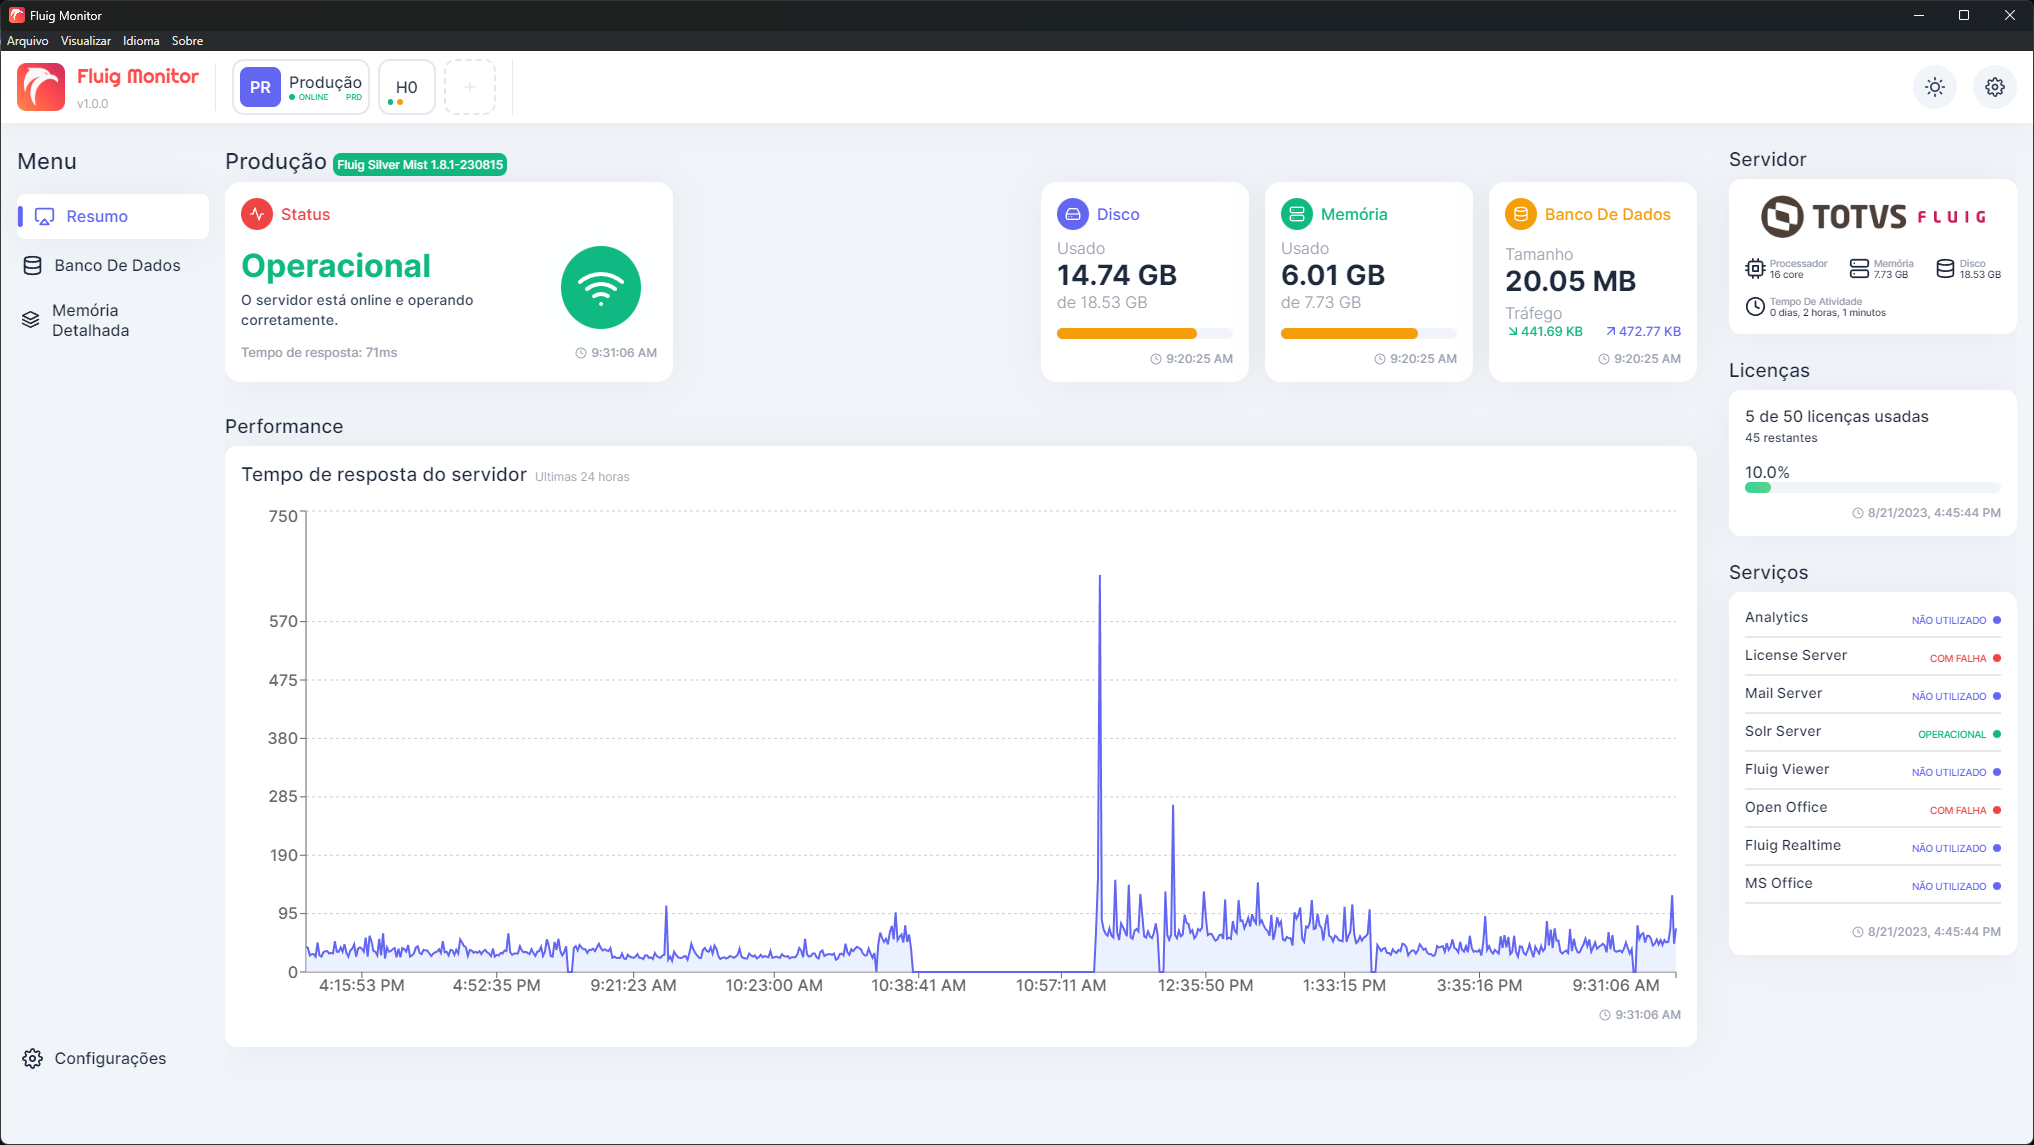 Fluig Monitor
Arquivo Visualizar Idioma Sobre
Fluig Monitor
v1.0.0
PR
Produção
ONLINE PRD
H0
+
Menu
Resumo
Banco De Dados
Memória
Detalhada
Configurações
Produção Fluig Silver Mist 1.8.1-230815
Status
Operacional
O servidor está online e operando
corretamente.
Tempo de resposta: 71ms
9:31:06 AM
Disco
Usado
14.74 GB
de 18.53 GB
9:20:25 AM
Memória
Usado
6.01 GB
de 7.73 GB
9:20:25 AM
Banco De Dados
Tamanho
20.05 MB
Tráfego
441.69 KB 472.77 KB
9:20:25 AM
Performance
Tempo de resposta do servidor Ultimas 24 horas
750
570
475
380
285
190
95
0
4:15:53 PM 4:52:35 PM 9:21:23 AM 10:23:00 AM 10:38:41 AM 10:57:11 AM 12:35:50 PM 1:33:15 PM 3:35:16 PM 9:31:06 AM
9:31:06 AM
Servidor
TOTVS FLUIG
Processador
16 core
Memória
7.73 GB
Disco
18.53 GB
Tempo De Atividade
0 dias, 2 horas, 1 minutos
Licenças
5 de 50 licenças usadas
45 restantes
10.0%
8/21/2023, 4:45:44 PM
Serviços
Analytics NÃO UTILIZADO
License Server COM FALHA
Mail Server NÃO UTILIZADO
Solr Server OPERACIONAL
Fluig Viewer NÃO UTILIZADO
Open Office COM FALHA
Fluig Realtime NÃO UTILIZADO
MS Office NÃO UTILIZADO
8/21/2023, 4:45:44 PM